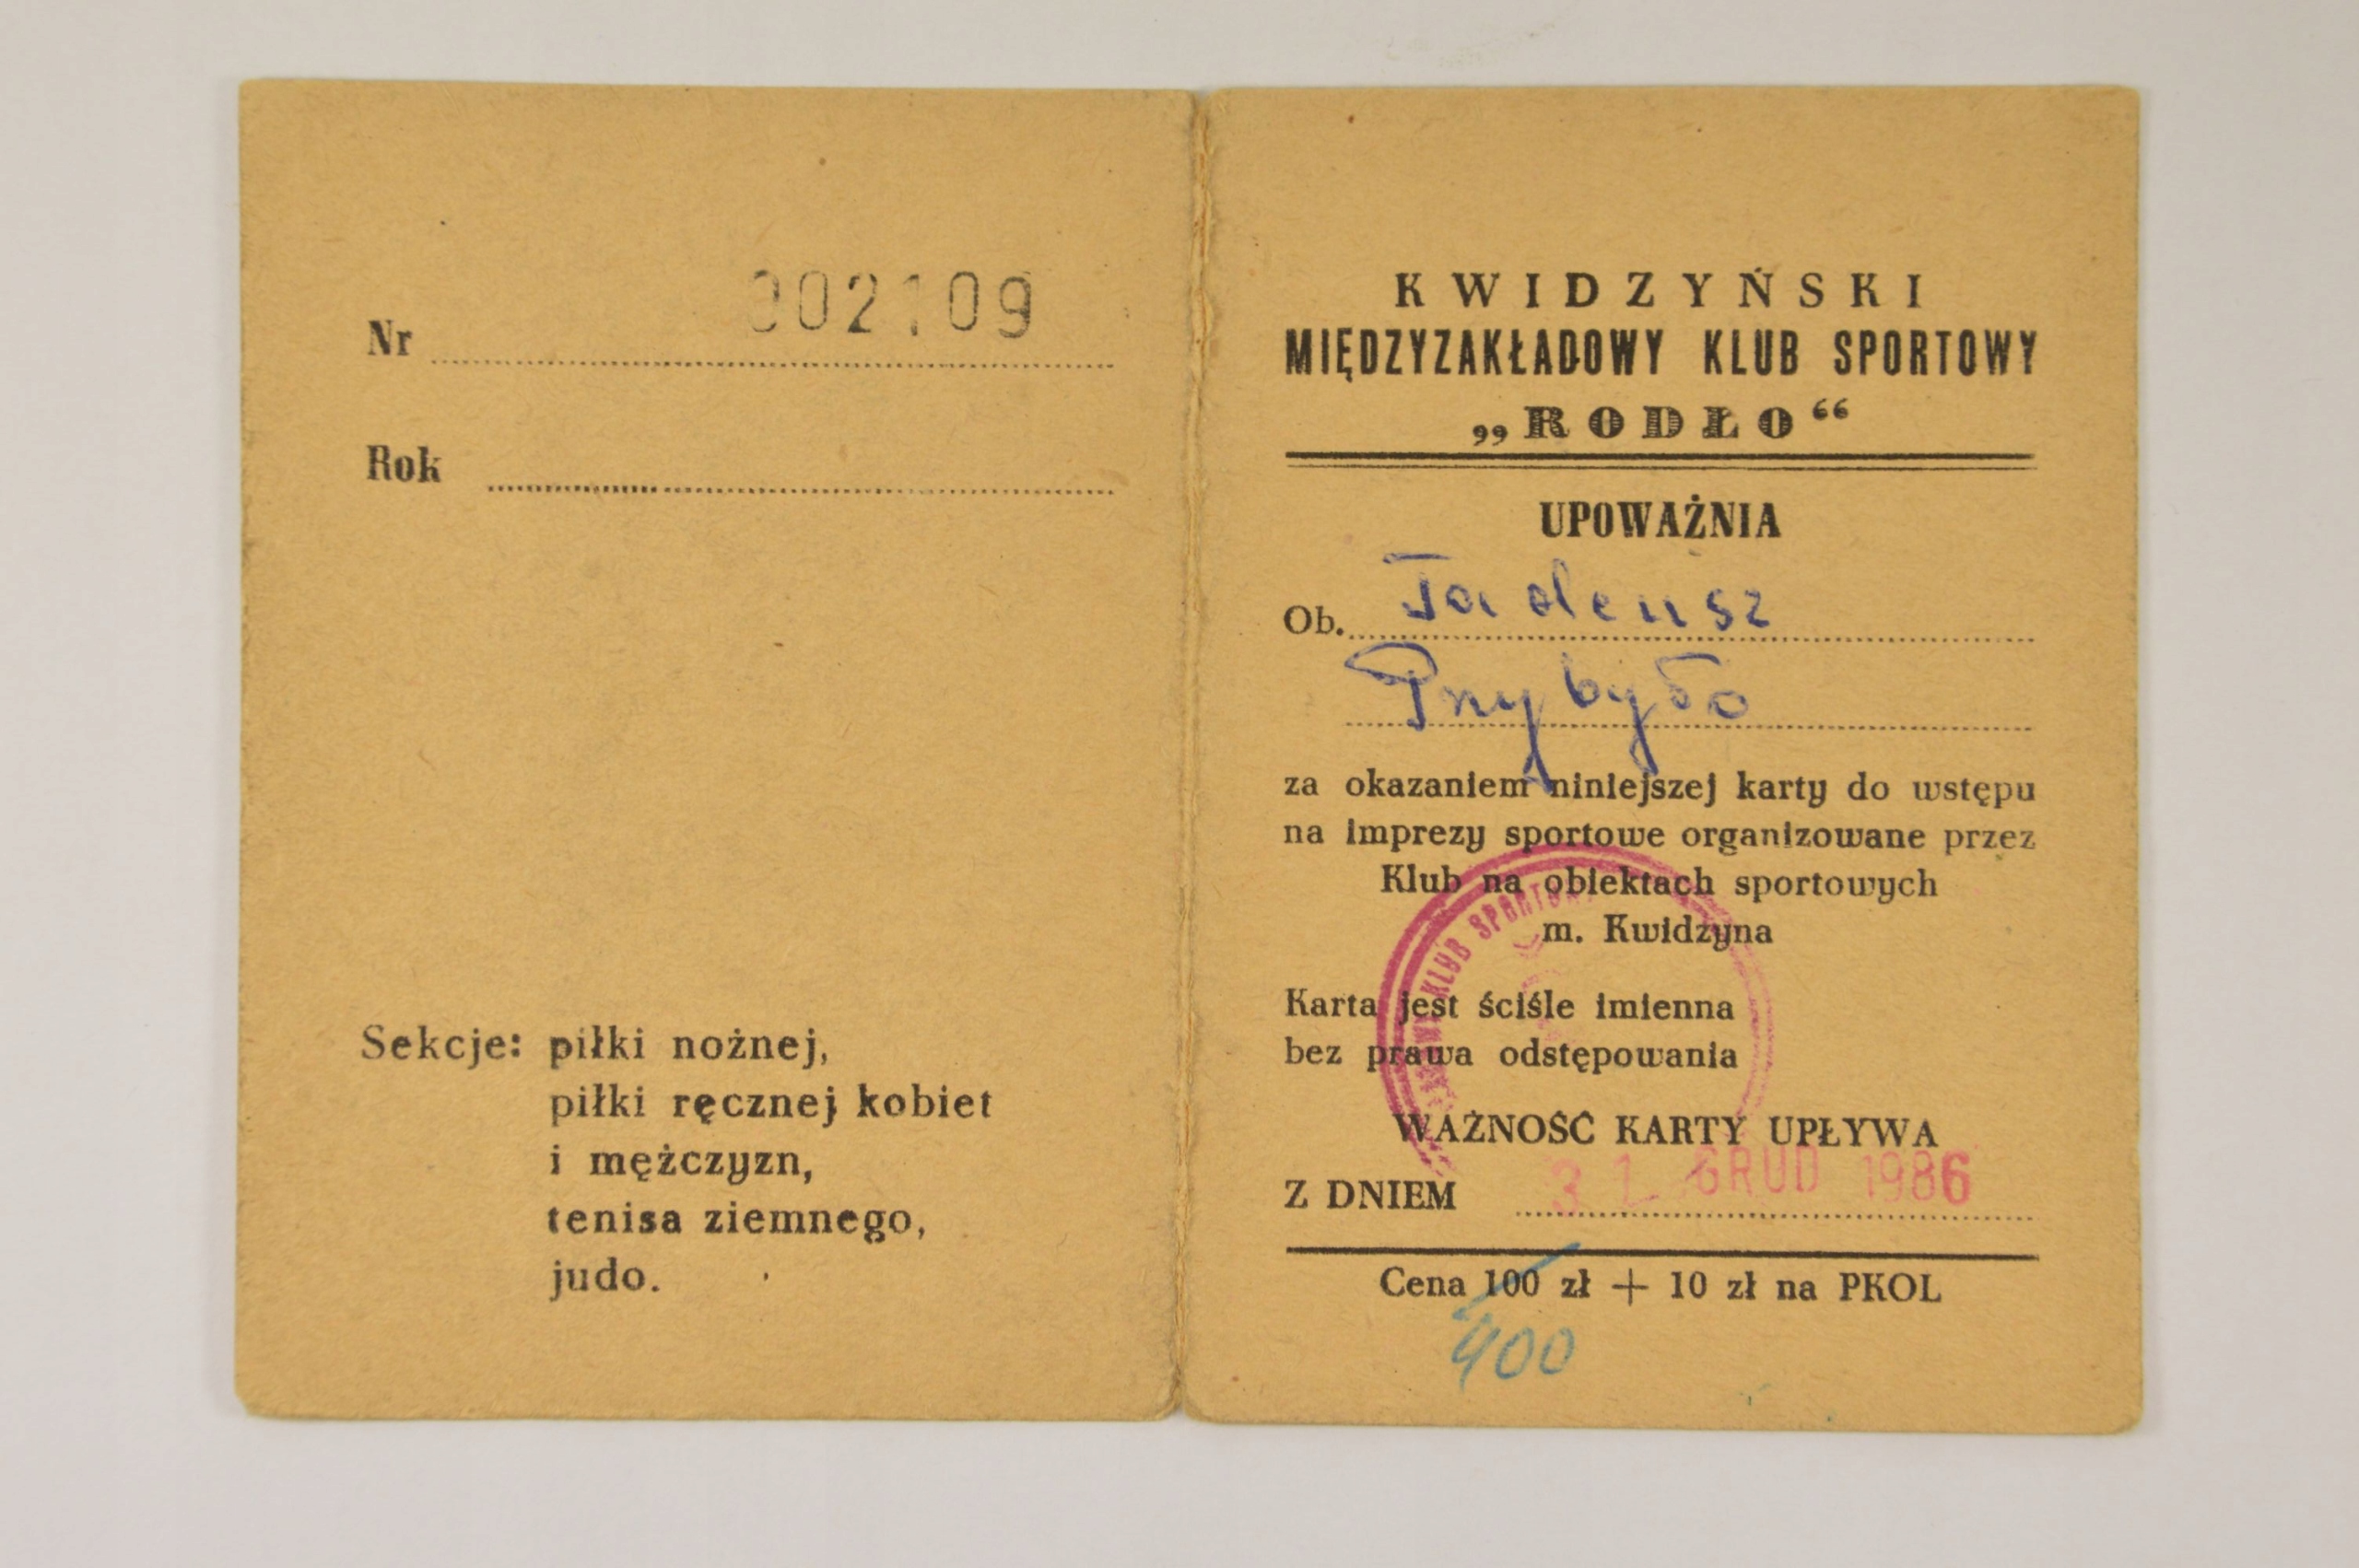 Nr 002109
Rok
Sekcje: piłki nożnej,
piłki ręcznej kobiet
i mężczyzn,
tenisa ziemnego,
judo.
KWIDZYŃSKI
MIĘDZYZAKŁADOWY KLUB SPORTOWY
„RODŁO“
UPOWAŻNIA
Ob. Tadeusz
Przybyło
za okazaniem niniejszej karty do wstępu
na imprezy sportowe organizowane przez
Klub na obiektach sportowych
m. Kwidzyna
KLUB SPORTOWY
Karta jest ściśle imienna
bez prawa odstępowania
WAŻNOŚĆ KARTY UPŁYWA
Z DNIEM 31 GRUD 1986
Cena 100 zł + 10 zł na PKOL
400